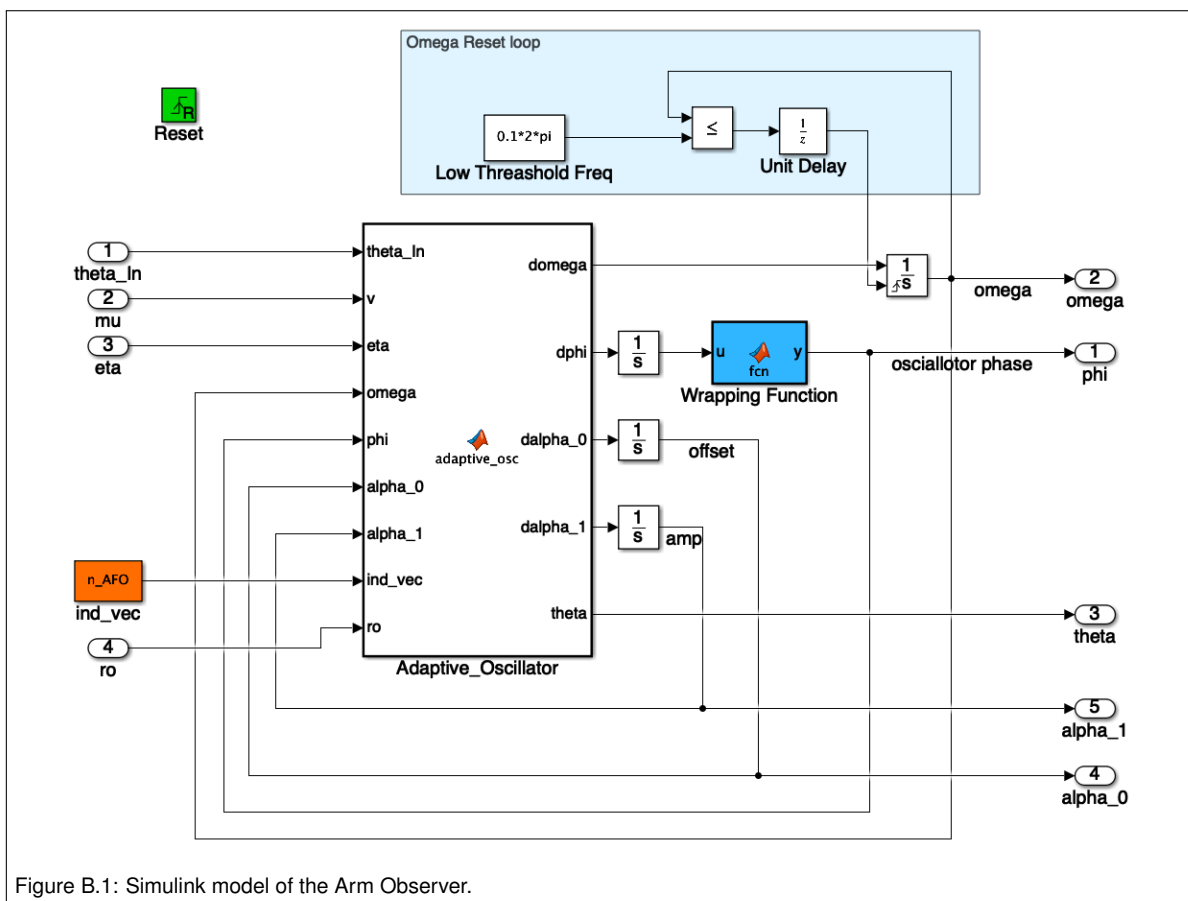 Omega Reset loop
R
Reset
0.1*2*pi
Low Threashold Freq
≤
1
z
Unit Delay
1
theta_In
2
mu
3
eta
n_AFO
ind_vec
4
ro
theta_In
v
eta
omega
phi
alpha_0
alpha_1
ind_vec
ro
adaptive_osc
domega
dphi
dalpha_0
dalpha_1
theta
Adaptive_Oscillator
1
s
omega
2
omega
1
s
u
fcn
y
Wrapping Function
osciallotor phase
1
phi
1
s
offset
1
s
amp
3
theta
5
alpha_1
4
alpha_0
Figure B.1: Simulink model of the Arm Observer.